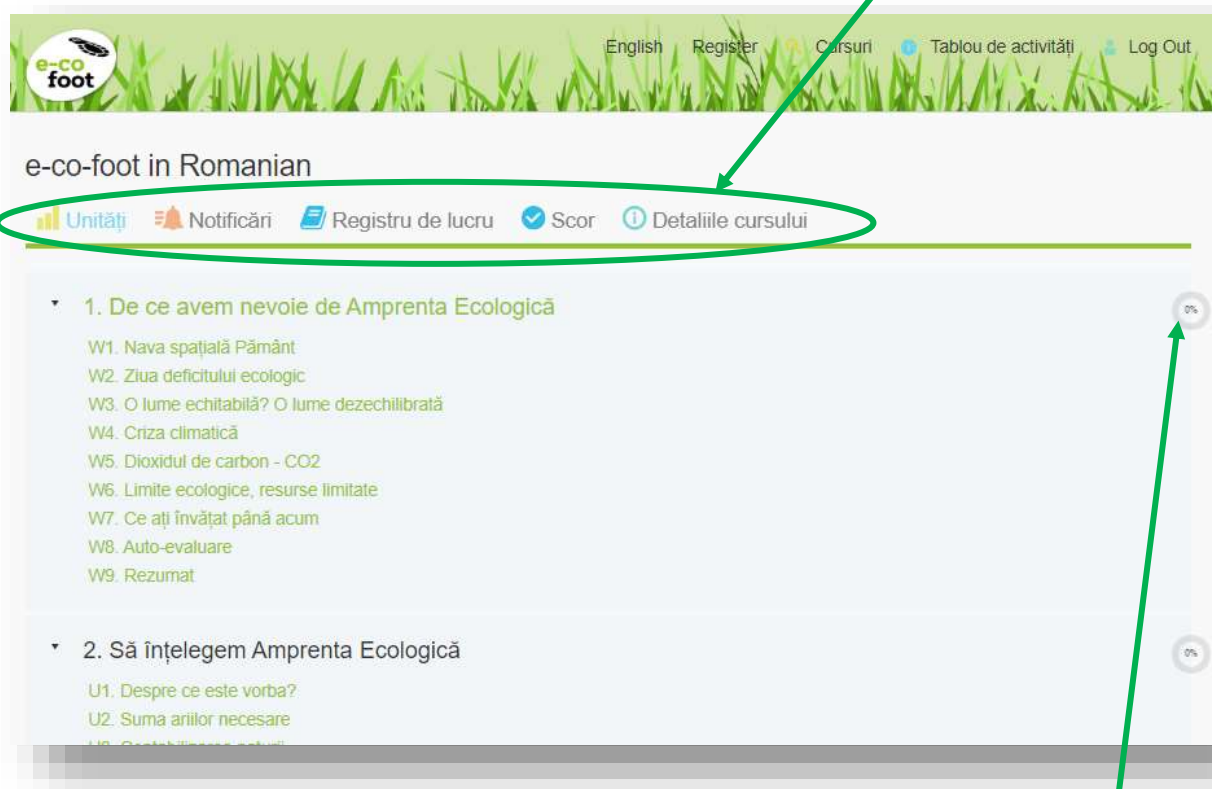 e-co
foot
English Register Cursuri Tablou de activități Log Out
e-co-foot in Romanian
Unități Notificări Registru de lucru Scor Detaliile cursului
1. De ce avem nevoie de Amprenta Ecologică
0%
W1. Nava spațială Pământ
W2. Ziua deficitului ecologic
W3. O lume echitabilă? O lume dezechilibrată
W4. Criza climatică
W5. Dioxidul de carbon - CO2
W6. Limite ecologice, resurse limitate
W7. Ce ați învățat până acum
W8. Auto-evaluare
W9. Rezumat
2. Să înțelegem Amprenta Ecologică
0%
U1. Despre ce este vorba?
U2. Suma ariilor necesare